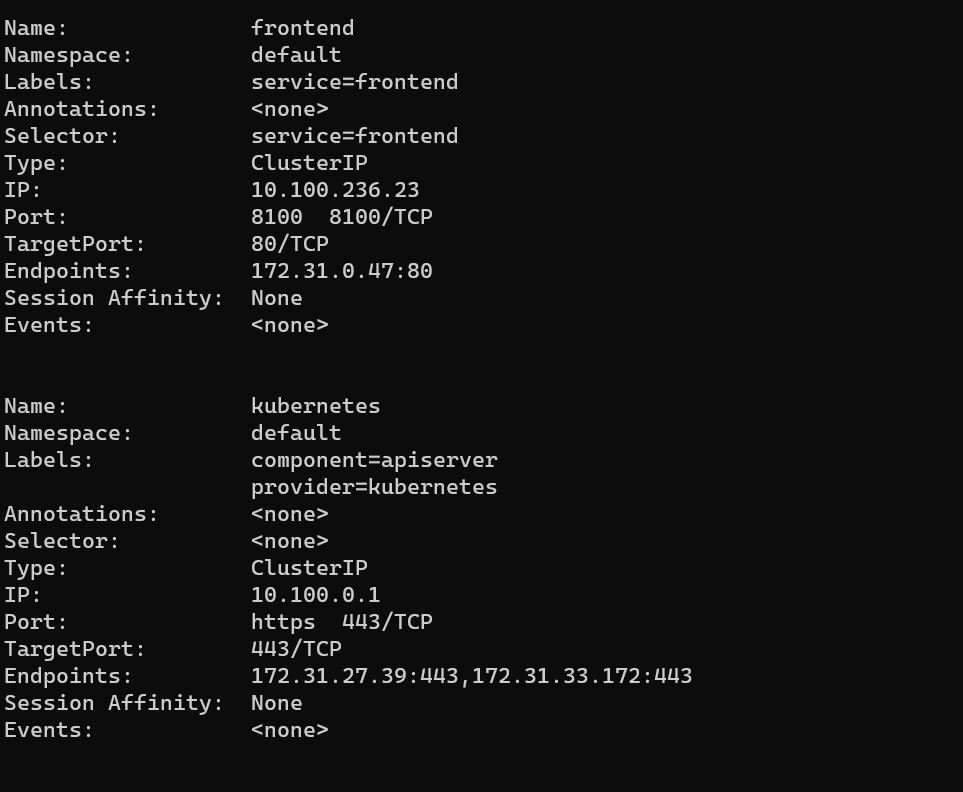 Name:              frontend
Namespace:         default
Labels:            service=frontend
Annotations:       <none>
Selector:          service=frontend
Type:              ClusterIP
IP:                10.100.236.23
Port:              8100  8100/TCP
TargetPort:        80/TCP
Endpoints:         172.31.0.47:80
Session Affinity:  None
Events:            <none>
Name:              kubernetes
Namespace:         default
Labels:            component=apiserver
                   provider=kubernetes
Annotations:       <none>
Selector:          <none>
Type:              ClusterIP
IP:                10.100.0.1
Port:              https  443/TCP
TargetPort:        443/TCP
Endpoints:         172.31.27.39:443,172.31.33.172:443
Session Affinity:  None
Events:            <none>